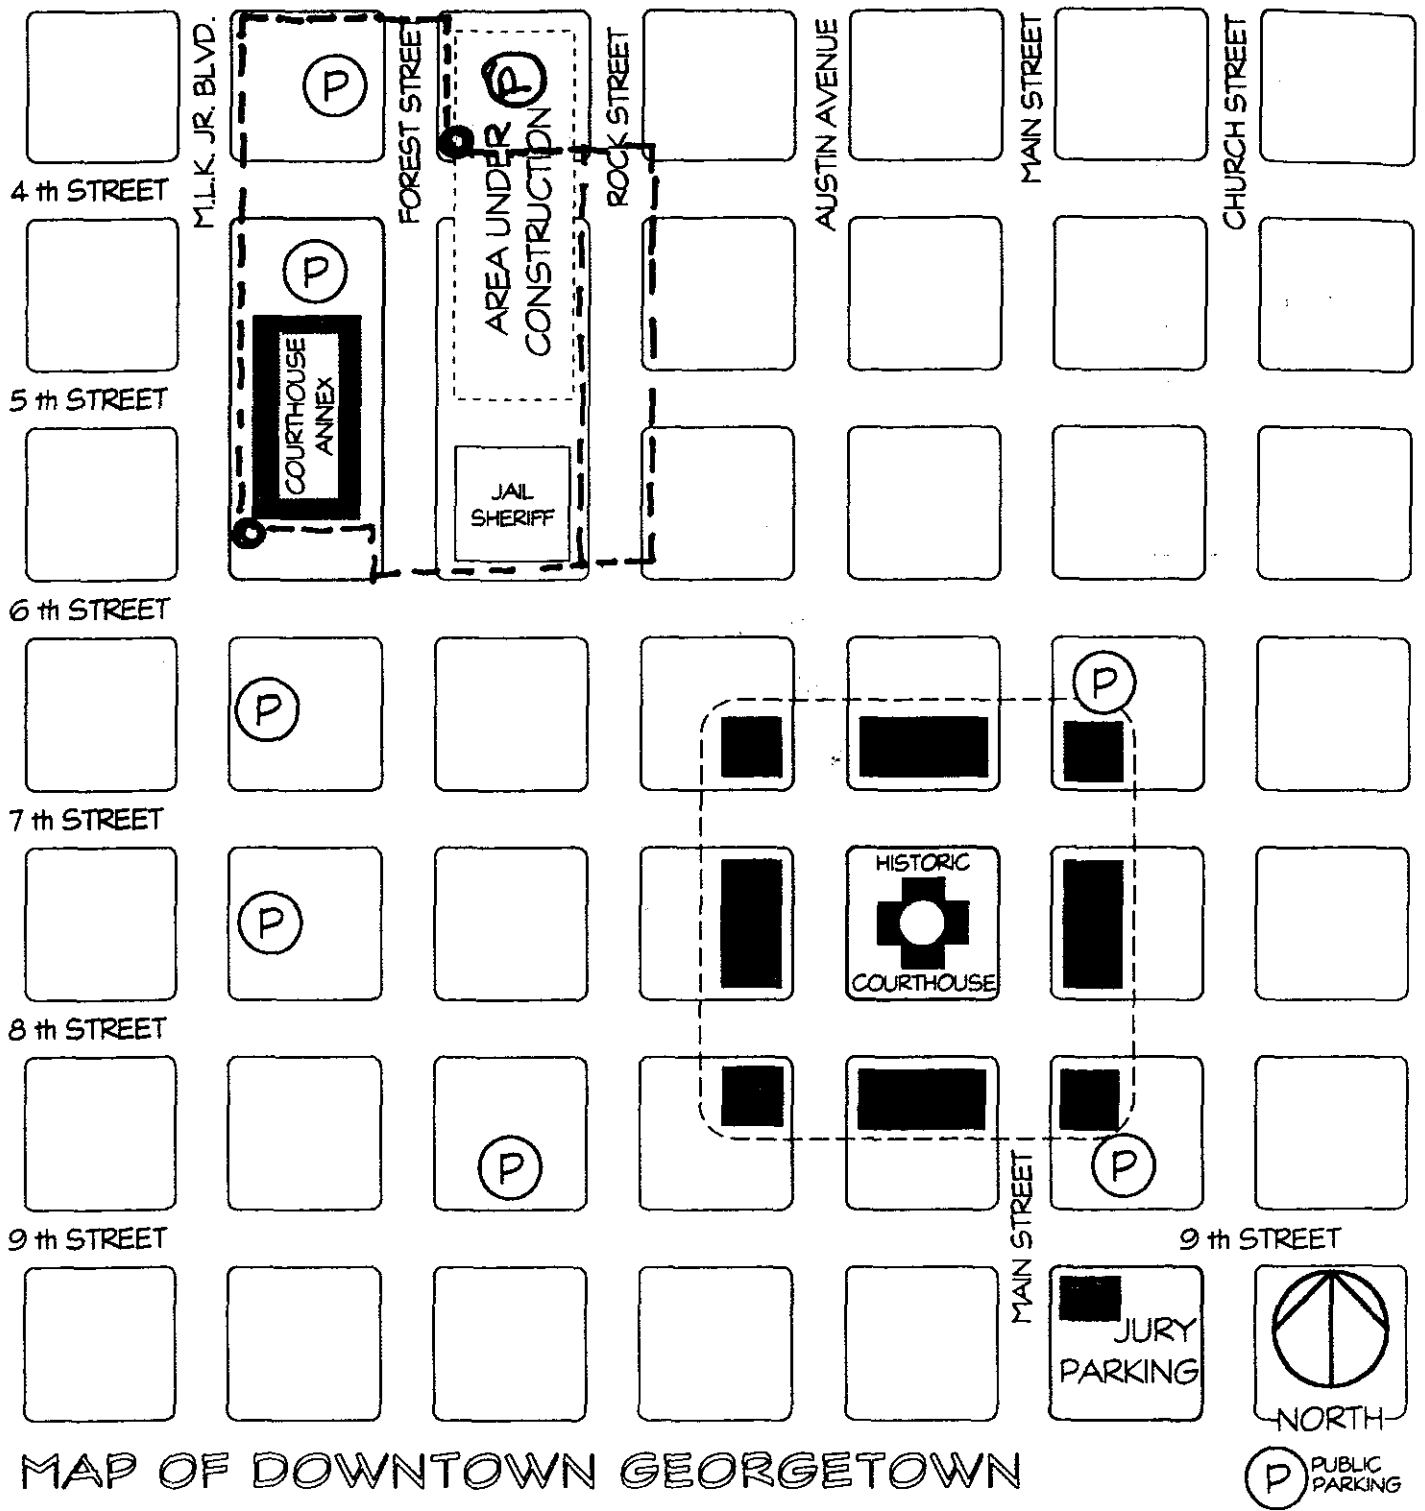 M.L.K. JR. BLVD.
FOREST STREET
ROCK STREET
AUSTIN AVENUE
MAIN STREET
CHURCH STREET
P
P
4 th STREET
AREA UNDER
CONSTRUCTION
P
COURTHOUSE
ANNEX
5 th STREET
JAIL
SHERIFF
6 th STREET
P
P
7 th STREET
HISTORIC
COURTHOUSE
P
8 th STREET
P
P
MAIN STREET
9 th STREET
9 th STREET
JURY
PARKING
NORTH
MAP OF DOWNTOWN GEORGETOWN
P PUBLIC
PARKING